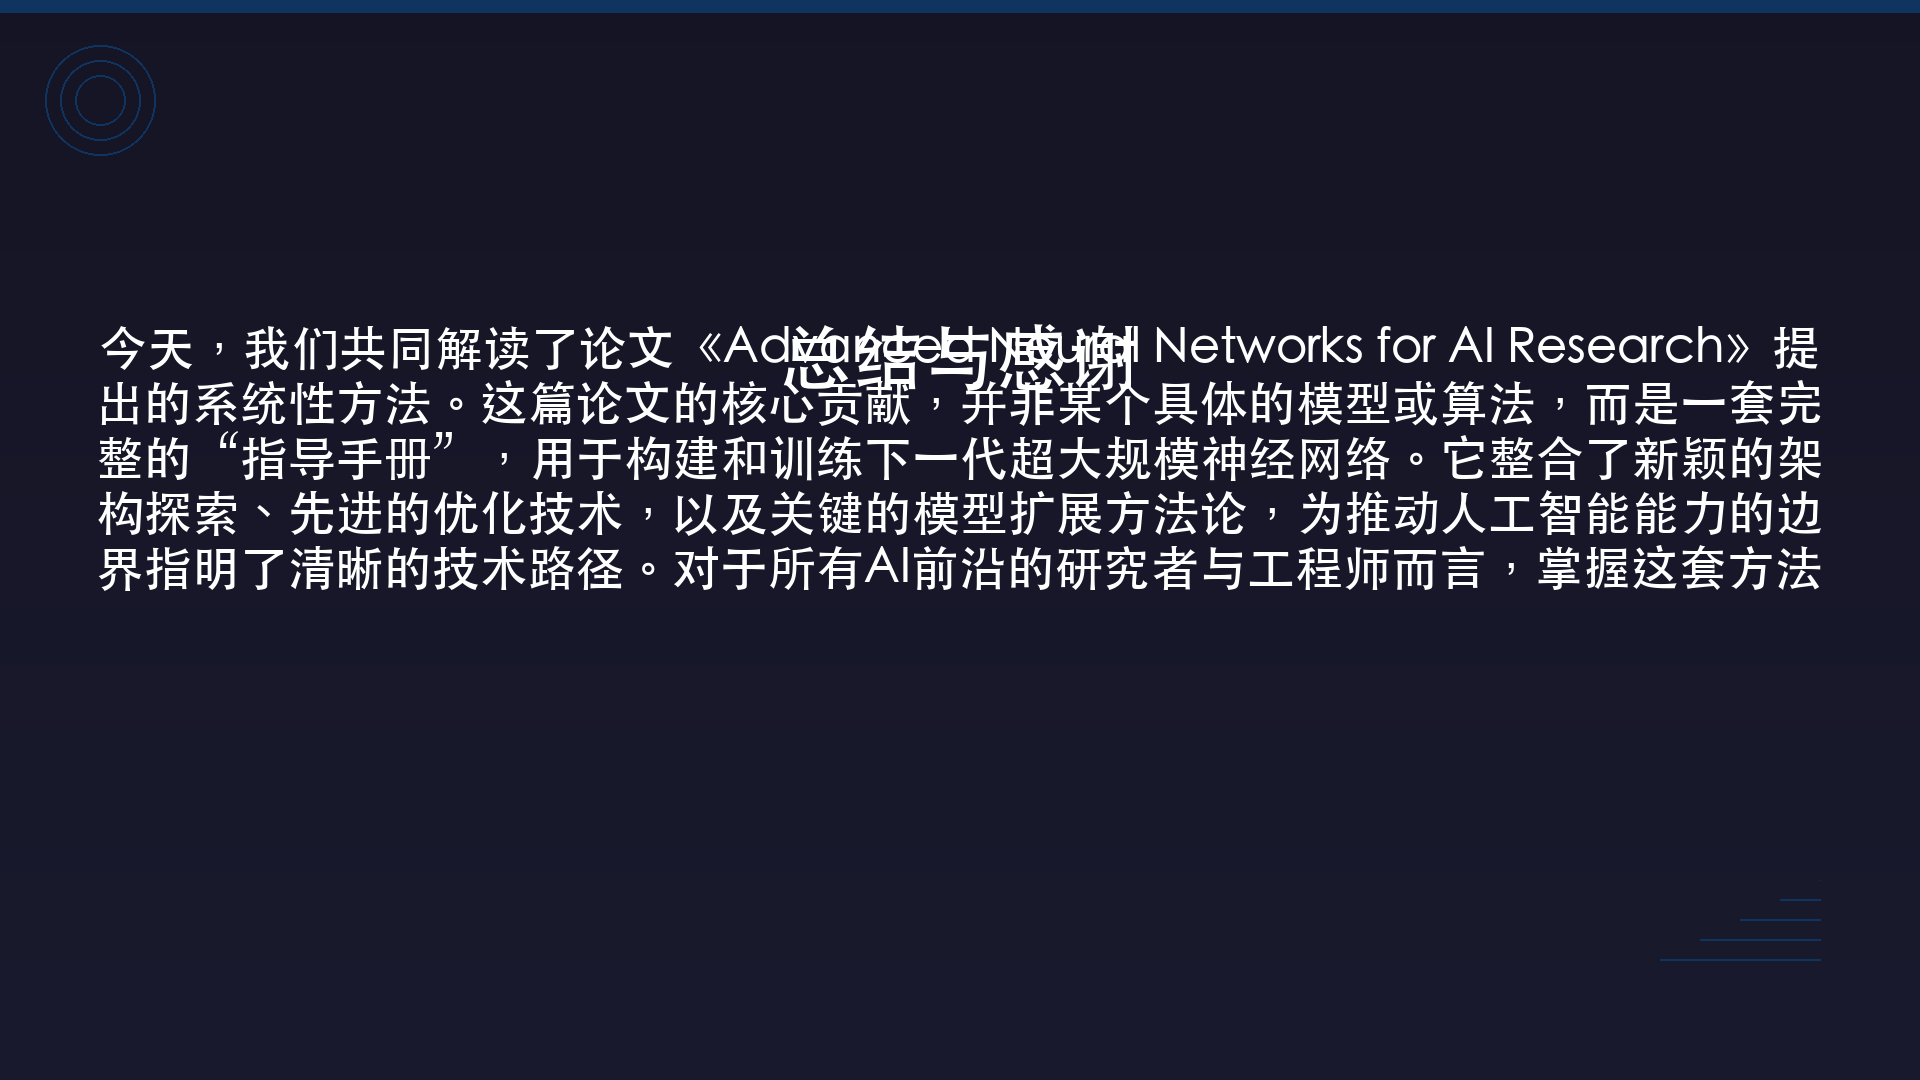 总结与感谢
今天，我们共同解读了论文《Advanced Neural Networks for AI Research》提
出的系统性方法。这篇论文的核心贡献，并非某个具体的模型或算法，而是一套完
整的“指导手册”，用于构建和训练下一代超大规模神经网络。它整合了新颖的架
构探索、先进的优化技术，以及关键的模型扩展方法论，为推动人工智能能力的边
界指明了清晰的技术路径。对于所有AI前沿的研究者与工程师而言，掌握这套方法